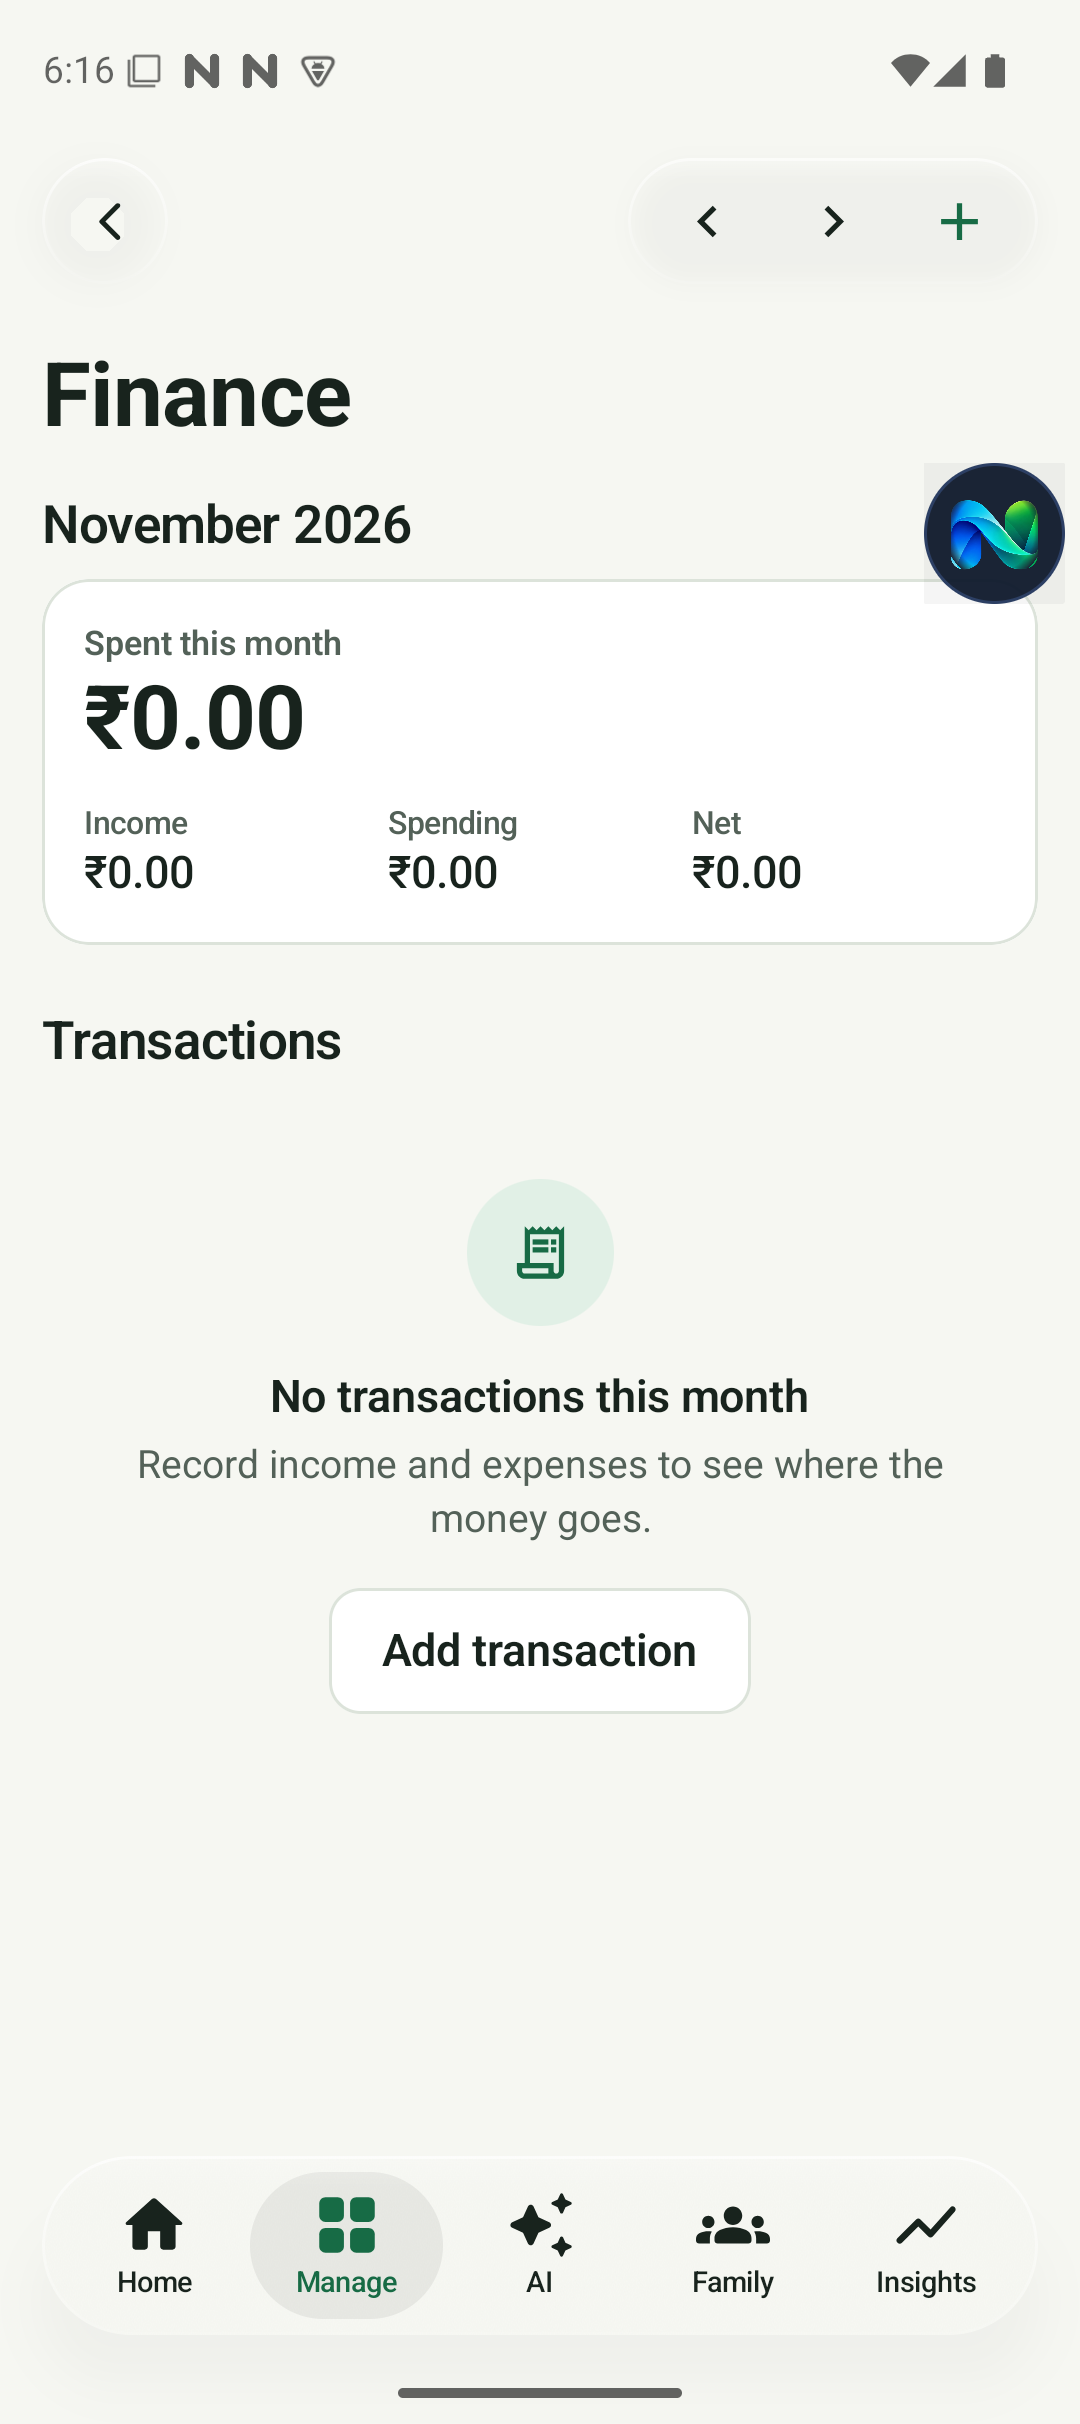 6:16
Finance
November 2026
Spent this month
₹0.00
Income Spending Net
₹0.00 ₹0.00 ₹0.00
Transactions
No transactions this month
Record income and expenses to see where the
money goes.
Add transaction
Home Manage AI Family Insights